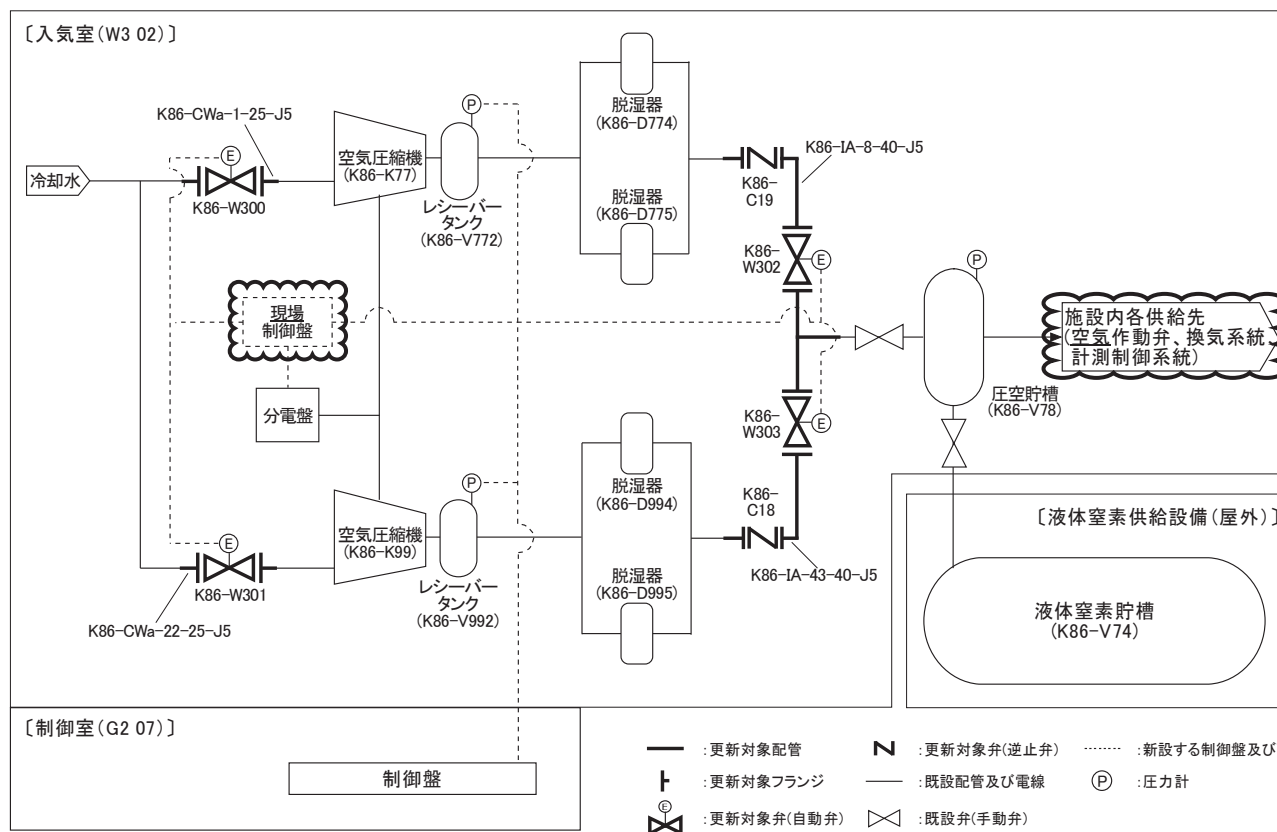 〔入気室(W3 02)〕
K86-CWa-1-25-J5
冷却水
E
K86-W300
空気圧縮機
(K86-K77)
P
レシーバー
タンク
(K86-V772)
脱湿器
(K86-D774)
脱湿器
(K86-D775)
K86-
C19
K86-IA-8-40-J5
K86-
W302
E
現場
制御盤
分電盤
P
圧空貯槽
(K86-V78)
施設内各供給先
(空気作動弁、換気系統
計測制御系統)
E
K86-W301
K86-CWa-22-25-J5
空気圧縮機
(K86-K99)
P
レシーバー
タンク
(K86-V992)
脱湿器
(K86-D994)
脱湿器
(K86-D995)
K86-
W303
E
K86-
C18
K86-IA-43-40-J5
〔液体窒素供給設備(屋外)〕
液体窒素貯槽
(K86-V74)
〔制御室(G2 07)〕
制御盤
:更新対象配管
:更新対象弁(逆止弁)
:新設する制御盤及び
:更新対象フランジ
:既設配管及び電線
P
:圧力計
E
:更新対象弁(自動弁)
:既設弁(手動弁)